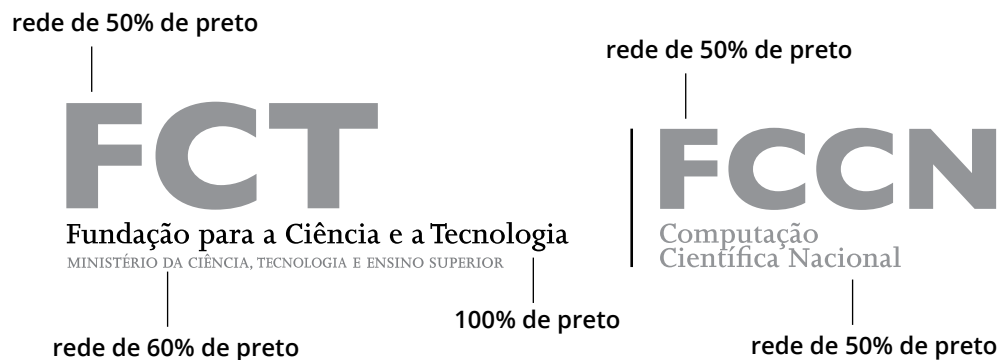 rede de 50% de preto
rede de 50% de preto
FCT
FCCN
Fundação para a Ciência e a Tecnologia
MINISTÉRIO DA CIÊNCIA, TECNOLOGIA E ENSINO SUPERIOR
Computação
Científica Nacional
100% de preto
rede de 60% de preto
rede de 50% de preto